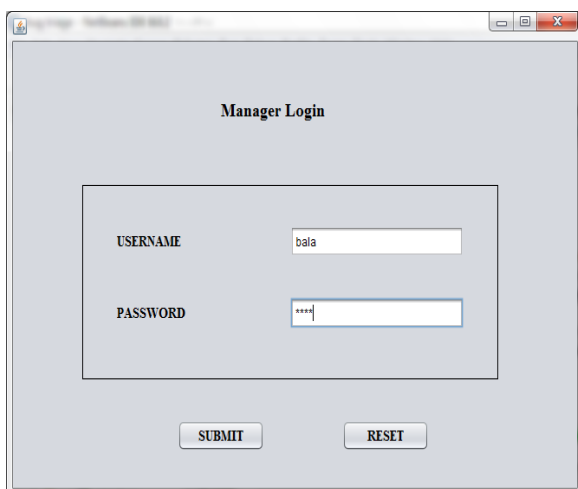 Manager Login
USERNAME bala
PASSWORD ****
SUBMIT RESET